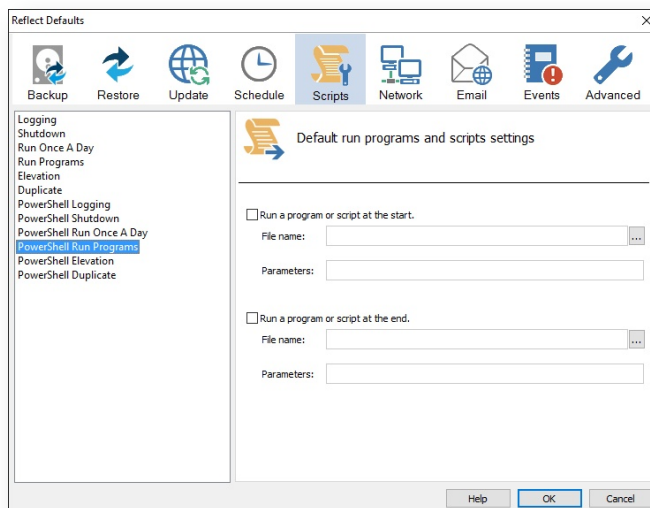 Reflect Defaults
Backup Restore Update Schedule Scripts Network Email Events Advanced
Logging
Shutdown
Run Once A Day
Run Programs
Elevation
Duplicate
PowerShell Logging
PowerShell Shutdown
PowerShell Run Once A Day
PowerShell Run Programs
PowerShell Elevation
PowerShell Duplicate
Default run programs and scripts settings
Run a program or script at the start.
File name:
...
Parameters:
Run a program or script at the end.
File name:
...
Parameters:
Help OK Cancel